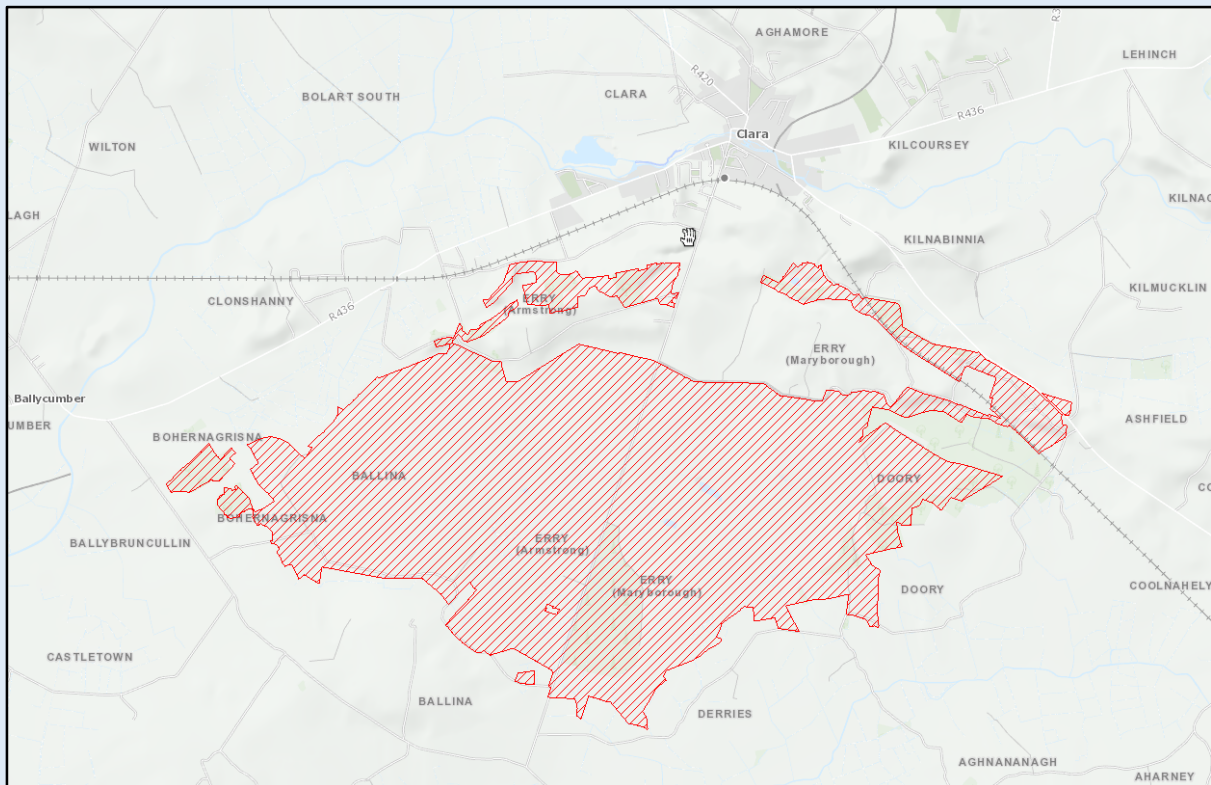 AGHAMORE
LEHINCH
R420
BOLART SOUTH
CLARA
R436
Clara
WILTON
KILCOURSEY
LAGH
KILNAG
KILNABINNIA
CLONSHANNY
KILMUCKLIN
R436
ERRY
(Armstrong)
ERRY
(Maryborough)
Ballycumber
UMBER
ASHFIELD
BOHERNAGRISNA
BALLINA
DOORY
CO
BOHERNAGRISNA
BALLYBRUNCULLIN
ERRY
(Armstrong)
ERRY
(Maryborough)
DOORY
COOLNAHELY
CASTLETOWN
BALLINA
DERRIES
AGHNANANAGH
AHARNEY